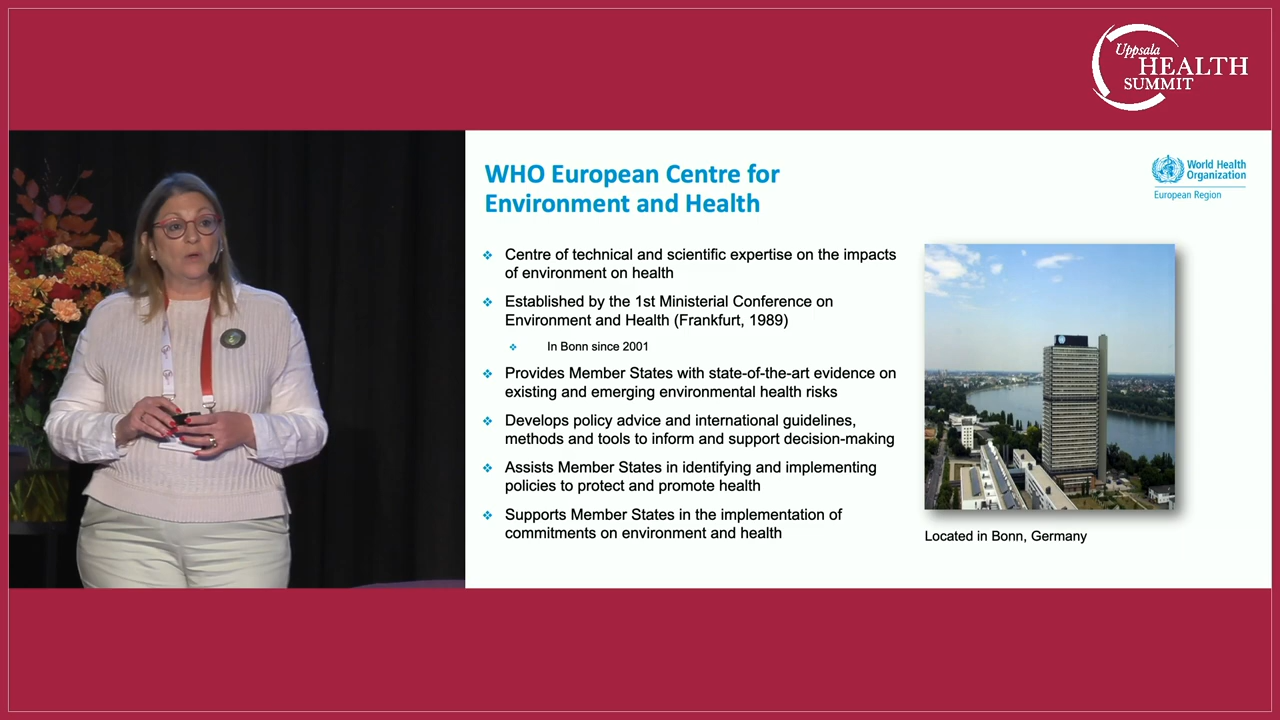 Uppsala
HEALTH
SUMMIT
WHO European Centre for
Environment and Health
World Health
Organization
European Region
Centre of technical and scientific expertise on the impacts
of environment on health
Established by the 1st Ministerial Conference on
Environment and Health (Frankfurt, 1989)
In Bonn since 2001
Provides Member States with state-of-the-art evidence on
existing and emerging environmental health risks
Develops policy advice and international guidelines,
methods and tools to inform and support decision-making
Assists Member States in identifying and implementing
policies to protect and promote health
Supports Member States in the implementation of
commitments on environment and health
Located in Bonn, Germany